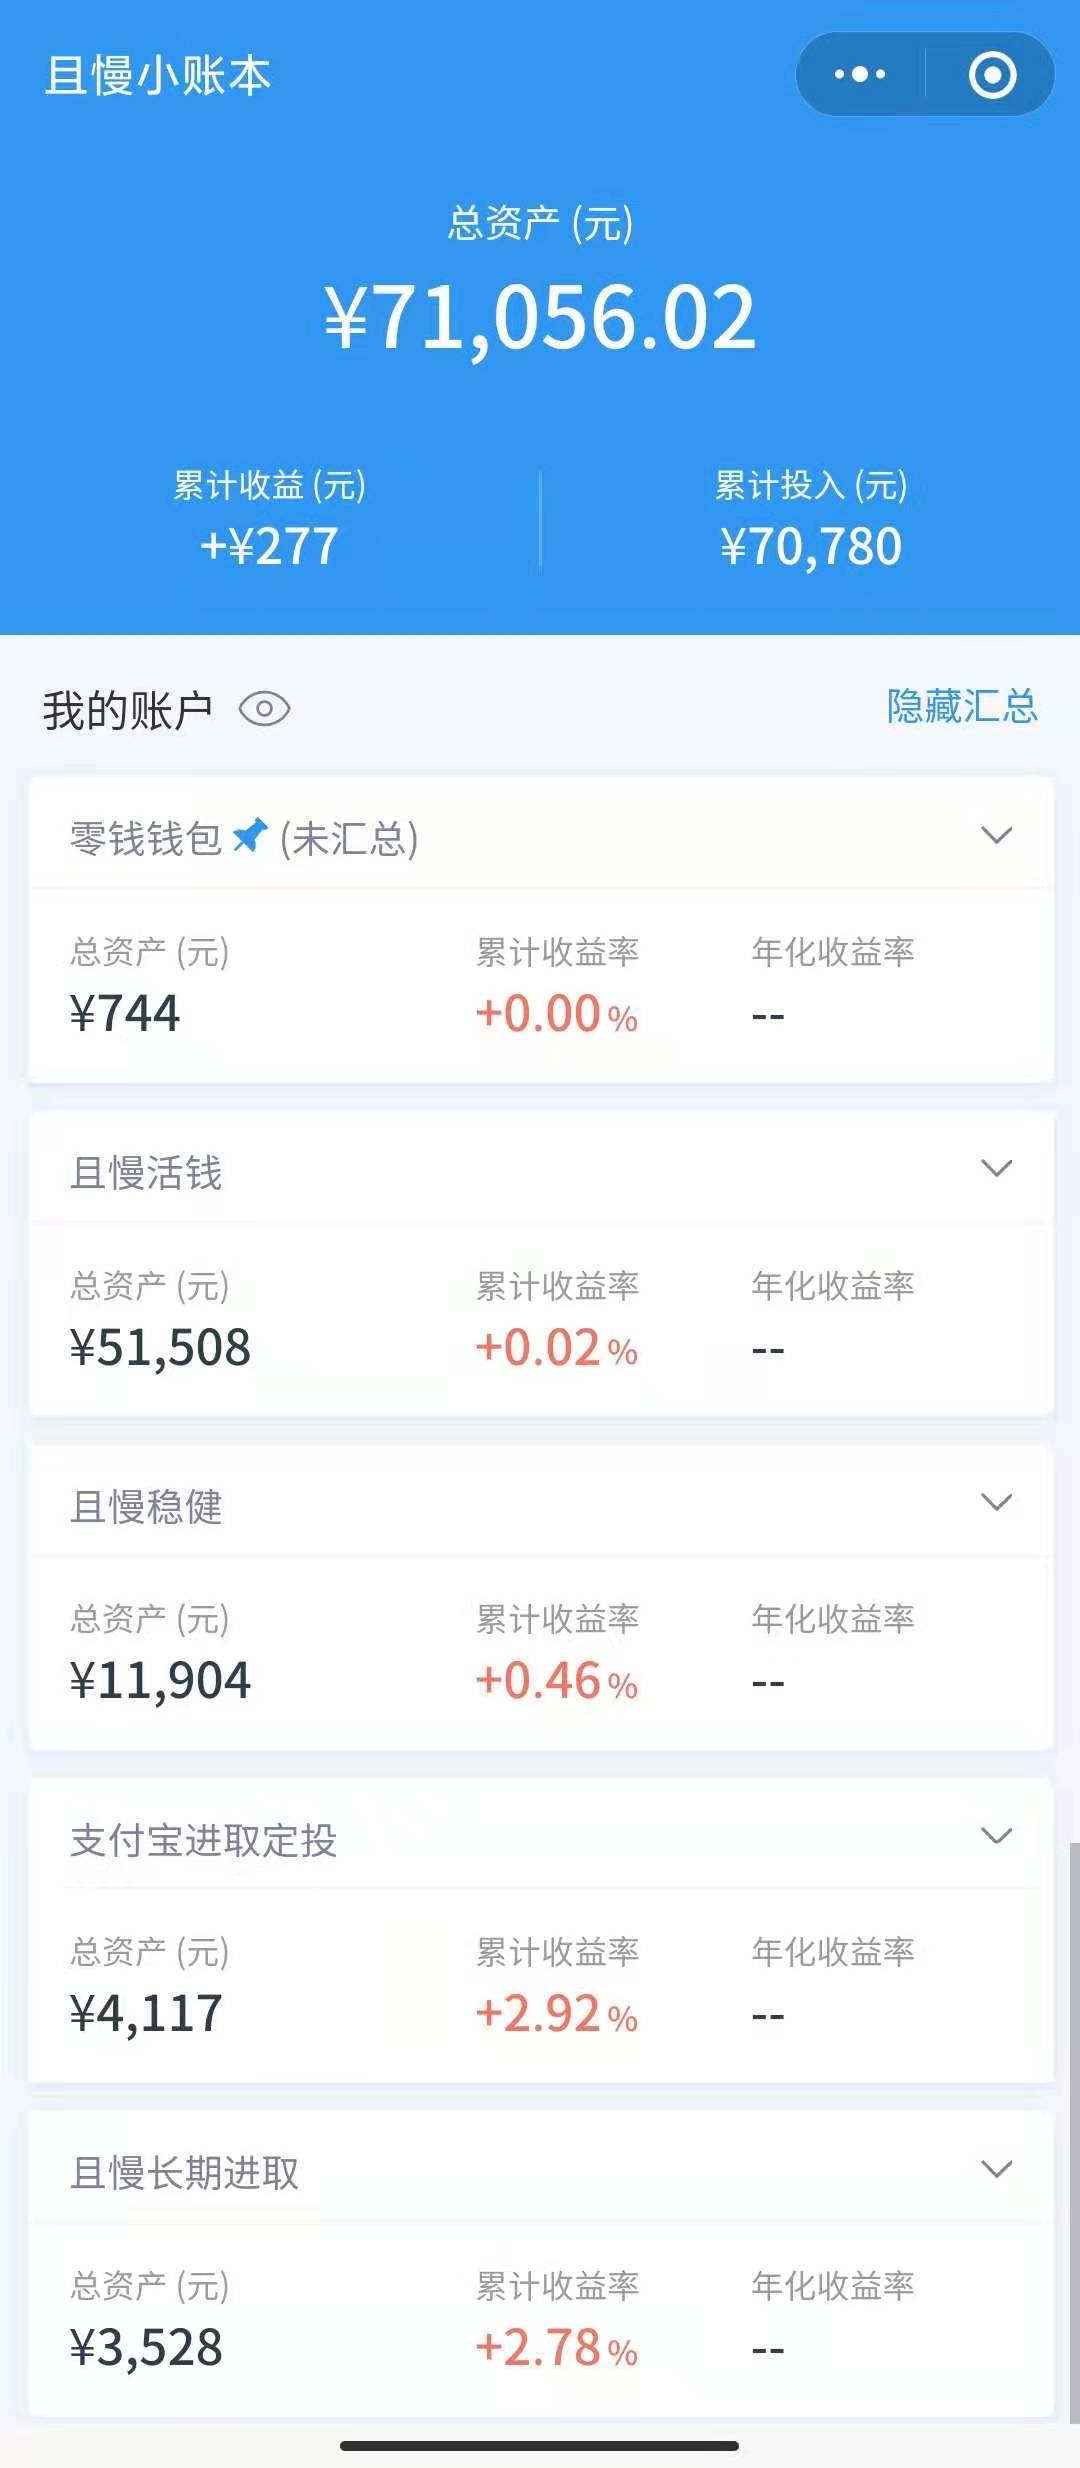 且慢小账本
总资产 (元)
¥71,056.02
累计收益 (元) 累计投入 (元)
+¥277 ¥70,780
我的账户 隐藏汇总
零钱钱包 (未汇总)
总资产 (元) 累计收益率 年化收益率
¥744 +0.00% --
且慢活钱
总资产 (元) 累计收益率 年化收益率
¥51,508 +0.02% --
且慢稳健
总资产 (元) 累计收益率 年化收益率
¥11,904 +0.46% --
支付宝进取定投
总资产 (元) 累计收益率 年化收益率
¥4,117 +2.92% --
且慢长期进取
总资产 (元) 累计收益率 年化收益率
¥3,528 +2.78% --